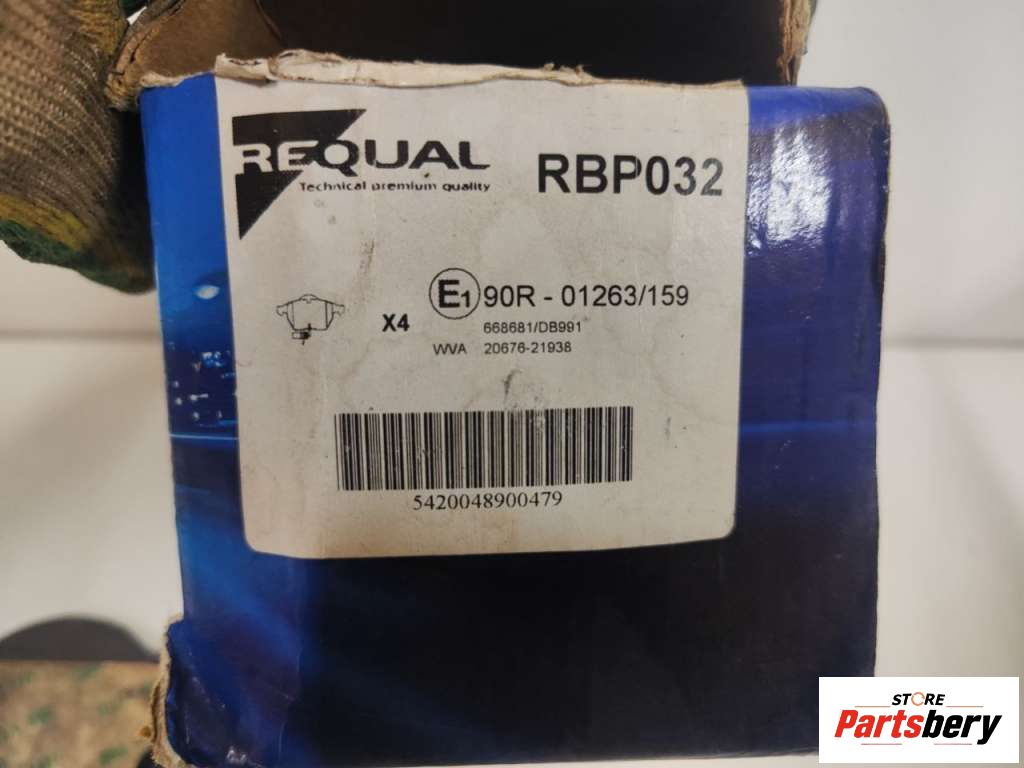 REQUAL
Technical premium quality
RBP032
X4
E1 90R - 01263/159
668681/DB991
WVA 20676-21938
5420048900479
STORE
Partsbery